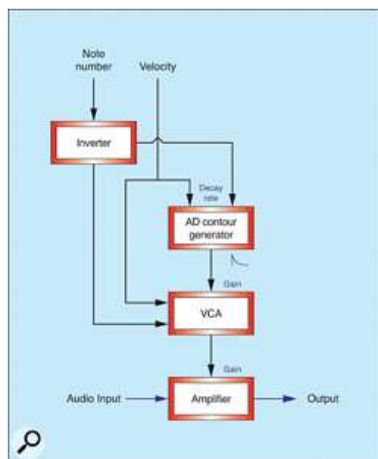 Note
number
Velocity
Inverter
Decay
rate
AD contour
generator
Gain
VCA
Gain
Audio Input
Amplifier
Output